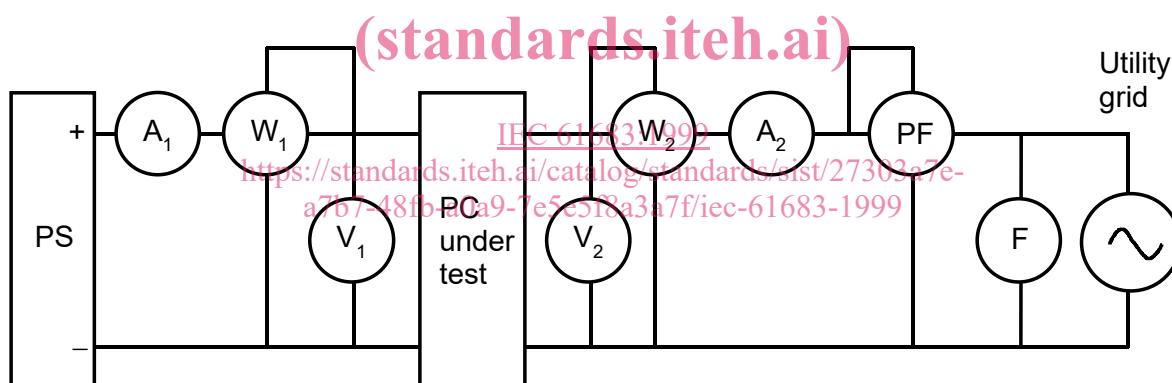 (standards.iteh.ai)
Utility
grid
+ A1 W1 W2 A2 PF
IEC 61683:1999
https://standards.iteh.ai/catalog/standards/sist/27303a7e-
a7b7-48fb-a0a9-7e5e5f8a3a7f/iec-61683-1999
PS V1 PC V2 F
under
test
–